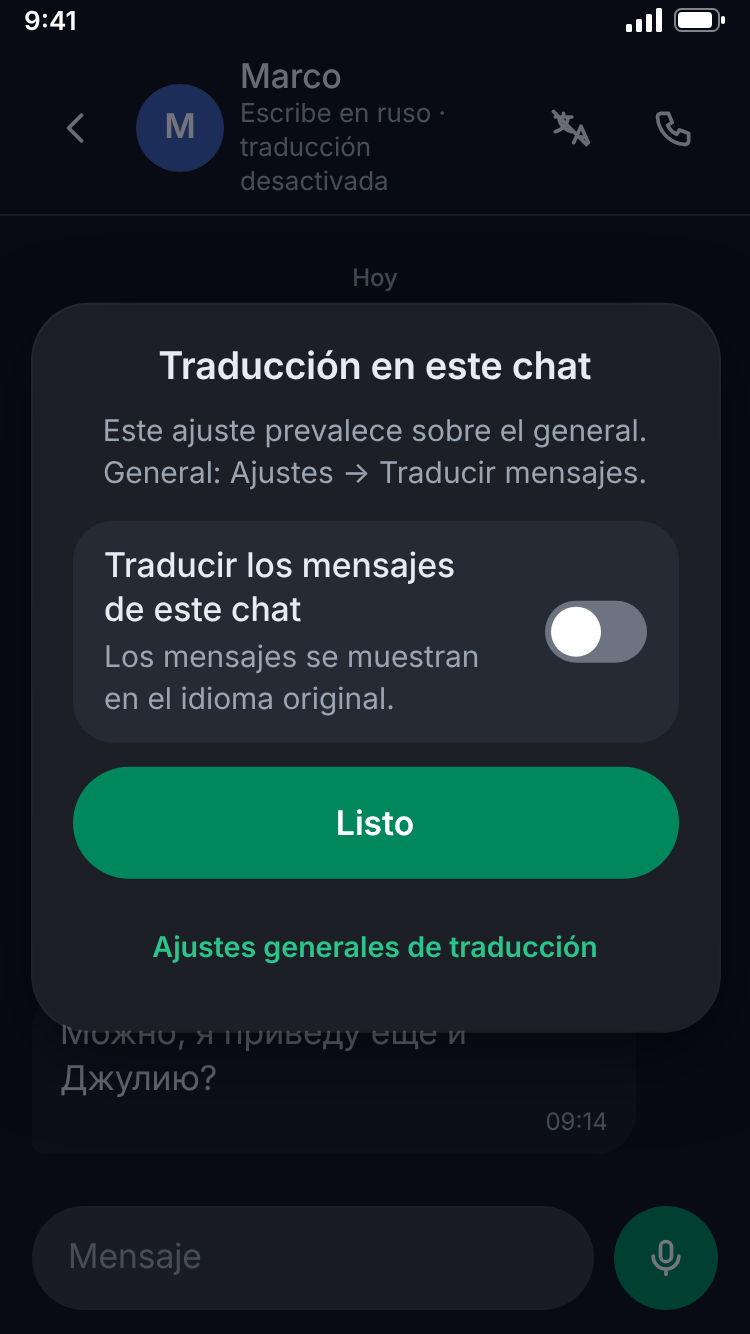 9:41
Marco
M
Escribe en ruso ·
traducción
desactivada
Hoy
Traducción en este chat
Este ajuste prevalece sobre el general.
General: Ajustes → Traducir mensajes.
Traducir los mensajes
de este chat
Los mensajes se muestran
en el idioma original.
Listo
Ajustes generales de traducción
Можно, я приведу ещё и
Джулию?
09:14
Mensaje